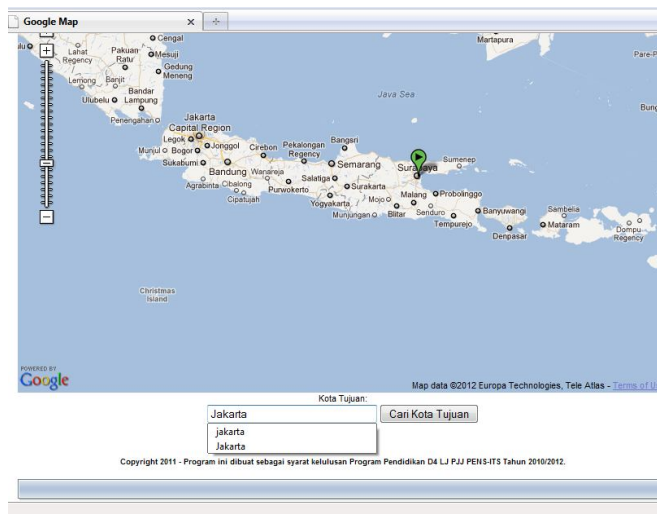 Google Map
Cengal
Martapura
Lahat
Regency
Pakuan
Ratu
Mesuji
Gedung
Meneng
Pare-P
Lemong
Banjit
Bandar
Lampung
Ulubelu
Java Sea
Penengahan
Jakarta
Capital Region
Bung
Legok
Jonggol
Cirebon
Pekalongan
Regency
Bangsri
Munjul
Bogor
Semarang
Sumenep
Sukabumi
Bandung
Wanareja
Salatiga
Agrabinta
Cibalong
Purwokerto
Surakarta
Malang
Probolinggo
Cipatujah
Yogyakarta
Mojo
Munjungan
Blitar
Senduro
Banyuwangi
Sambelia
Tempurejo
Mataram
Dompu
Regency
Denpasar
Christmas
Island
POWERED BY
Google
Map data ©2012 Europa Technologies, Tele Atlas - Terms of U
Kota Tujuan:
Jakarta
Cari Kota Tujuan
jakarta
Jakarta
Copyright 2011 - Program ini dibuat sebagai syarat kelulusan Program Pendidikan D4 LJ PJJ PENS-ITS Tahun 2010/2012.